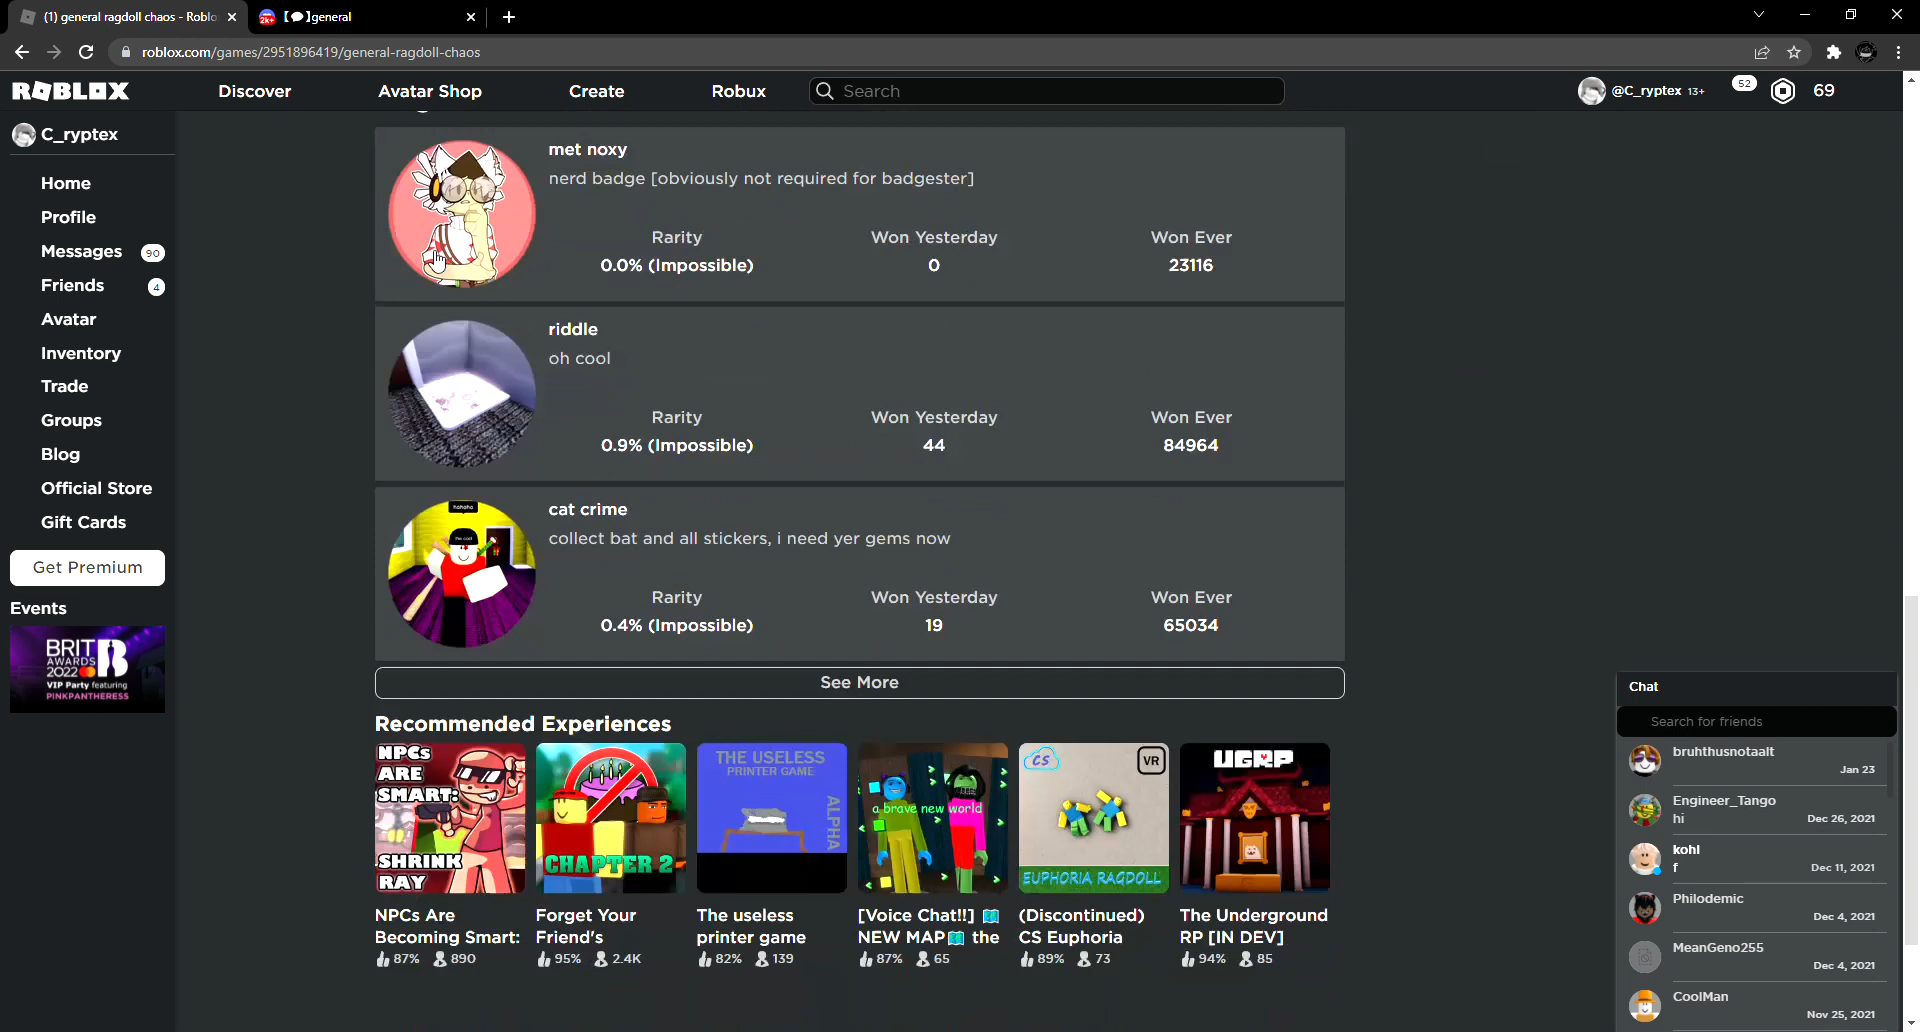 (1) general ragdoll chaos - Roblo
2k+ 【💬】general
roblox.com/games/2951896419/general-ragdoll-chaos
ROBLOX
Discover
Avatar Shop
Create
Robux
Search
@C_ryptex 13+
52
69
C_ryptex
Home
Profile
Messages 90
Friends 4
Avatar
Inventory
Trade
Groups
Blog
Official Store
Gift Cards
Get Premium
Events
BRIT
AWARDS
2022
VIP Party featuring
PINKPANTHERESS
met noxy
nerd badge [obviously not required for badgester]
Rarity Won Yesterday Won Ever
0.0% (Impossible) 0 23116
riddle
oh cool
Rarity Won Yesterday Won Ever
0.9% (Impossible) 44 84964
hahaha
the cool
cat crime
collect bat and all stickers, i need yer gems now
Rarity Won Yesterday Won Ever
0.4% (Impossible) 19 65034
See More
Recommended Experiences
NPCs
ARE
SMART:
SHRINK
RAY
NPCs Are
Becoming Smart:
87% 890
CHAPTER 2
Forget Your
Friend's
95% 2.4K
THE USELESS
PRINTER GAME
ALPHA
The useless
printer game
82% 139
a brave new world
[Voice Chat!!] 🗺️
NEW MAP🗺️ the
87% 65
CS
VR
EUPHORIA RAGDOLL
(Discontinued)
CS Euphoria
89% 73
UGRP
The Underground
RP [IN DEV]
94% 85
Chat
Search for friends
bruhthusnotaalt
Jan 23
Engineer_Tango
hi Dec 26, 2021
kohl
f Dec 11, 2021
Philodemic
Dec 4, 2021
MeanGeno255
Dec 4, 2021
CoolMan
Nov 25, 2021